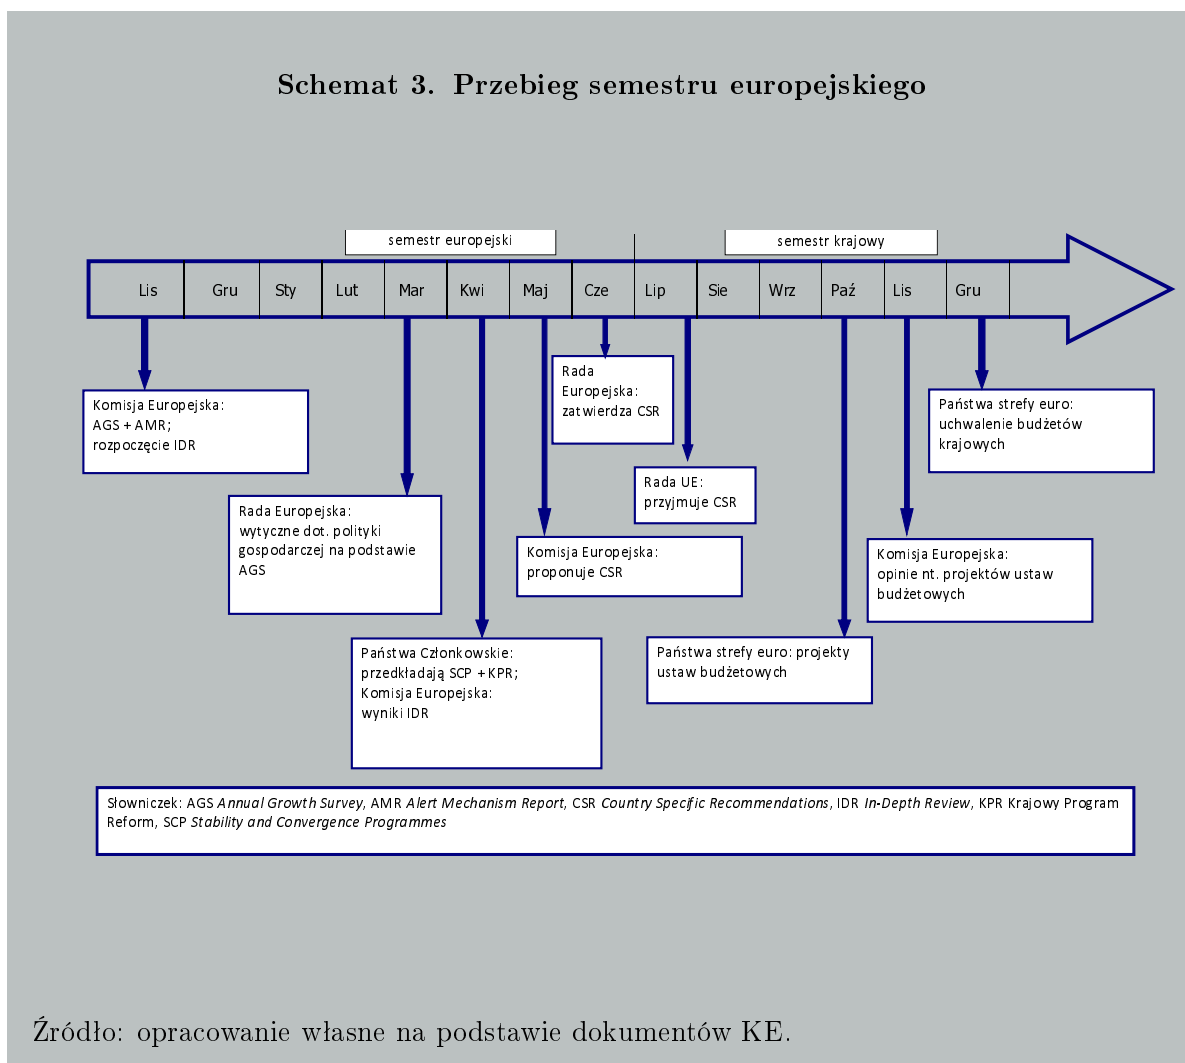 Schemat 3. Przebieg semestru europejskiego
semestr europejski
semestr krajowy
Lis
Gru
Sty
Lut
Mar
Kwi
Maj
Cze
Lip
Sie
Wrz
Paź
Lis
Gru
Komisja Europejska:
AGS + AMR;
rozpoczęcie IDR
Rada Europejska:
wytyczne dot. polityki
gospodarczej na podstawie
AGS
Państwa Członkowskie:
przedkładają SCP + KPR;
Komisja Europejska:
wyniki IDR
Komisja Europejska:
proponuje CSR
Rada
Europejska:
zatwierdza CSR
Rada UE:
przyjmuje CSR
Państwa strefy euro: projekty
ustaw budżetowych
Komisja Europejska:
opinie nt. projektów ustaw
budżetowych
Państwa strefy euro:
uchwalenie budżetów
krajowych
Słowniczek: AGS Annual Growth Survey, AMR Alert Mechanism Report, CSR Country Specific Recommendations, IDR In-Depth Review, KPR Krajowy Program
Reform, SCP Stability and Convergence Programmes
Źródło: opracowanie własne na podstawie dokumentów KE.